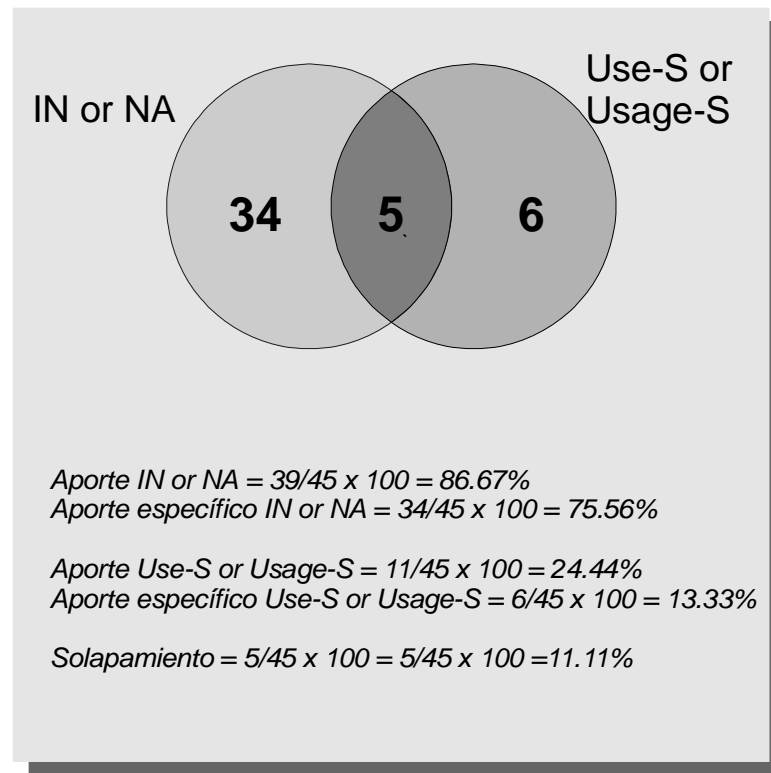 Use-S or
IN or NA
Usage-S
34
5
6
Aporte IN or NA = 39/45 x 100 = 86.67%
Aporte específico IN or NA = 34/45 x 100 = 75.56%
Aporte Use-S or Usage-S = 11/45 x 100 = 24.44%
Aporte específico Use-S or Usage-S = 6/45 x 100 = 13.33%
Solapamiento = 5/45 x 100 = 5/45 x 100 =11.11%